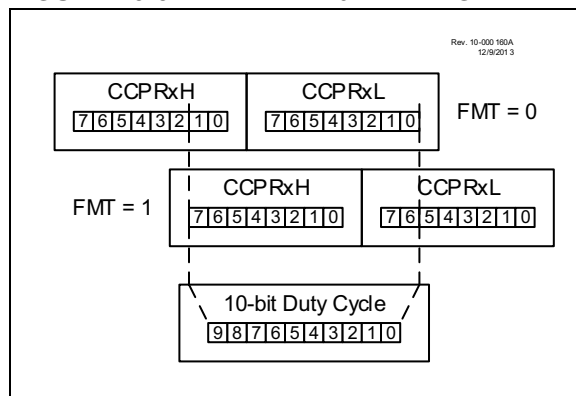 Rev. 10-000 160A
12/9/201 3
CCPRxH CCPRxL
7 6 5 4 3 2 1 0 7 6 5 4 3 2 1 0 FMT = 0
CCPRxH CCPRxL
FMT = 1 7 6 5 4 3 2 1 0 7 6 5 4 3 2 1 0
10-bit Duty Cycle
9 8 7 6 5 4 3 2 1 0